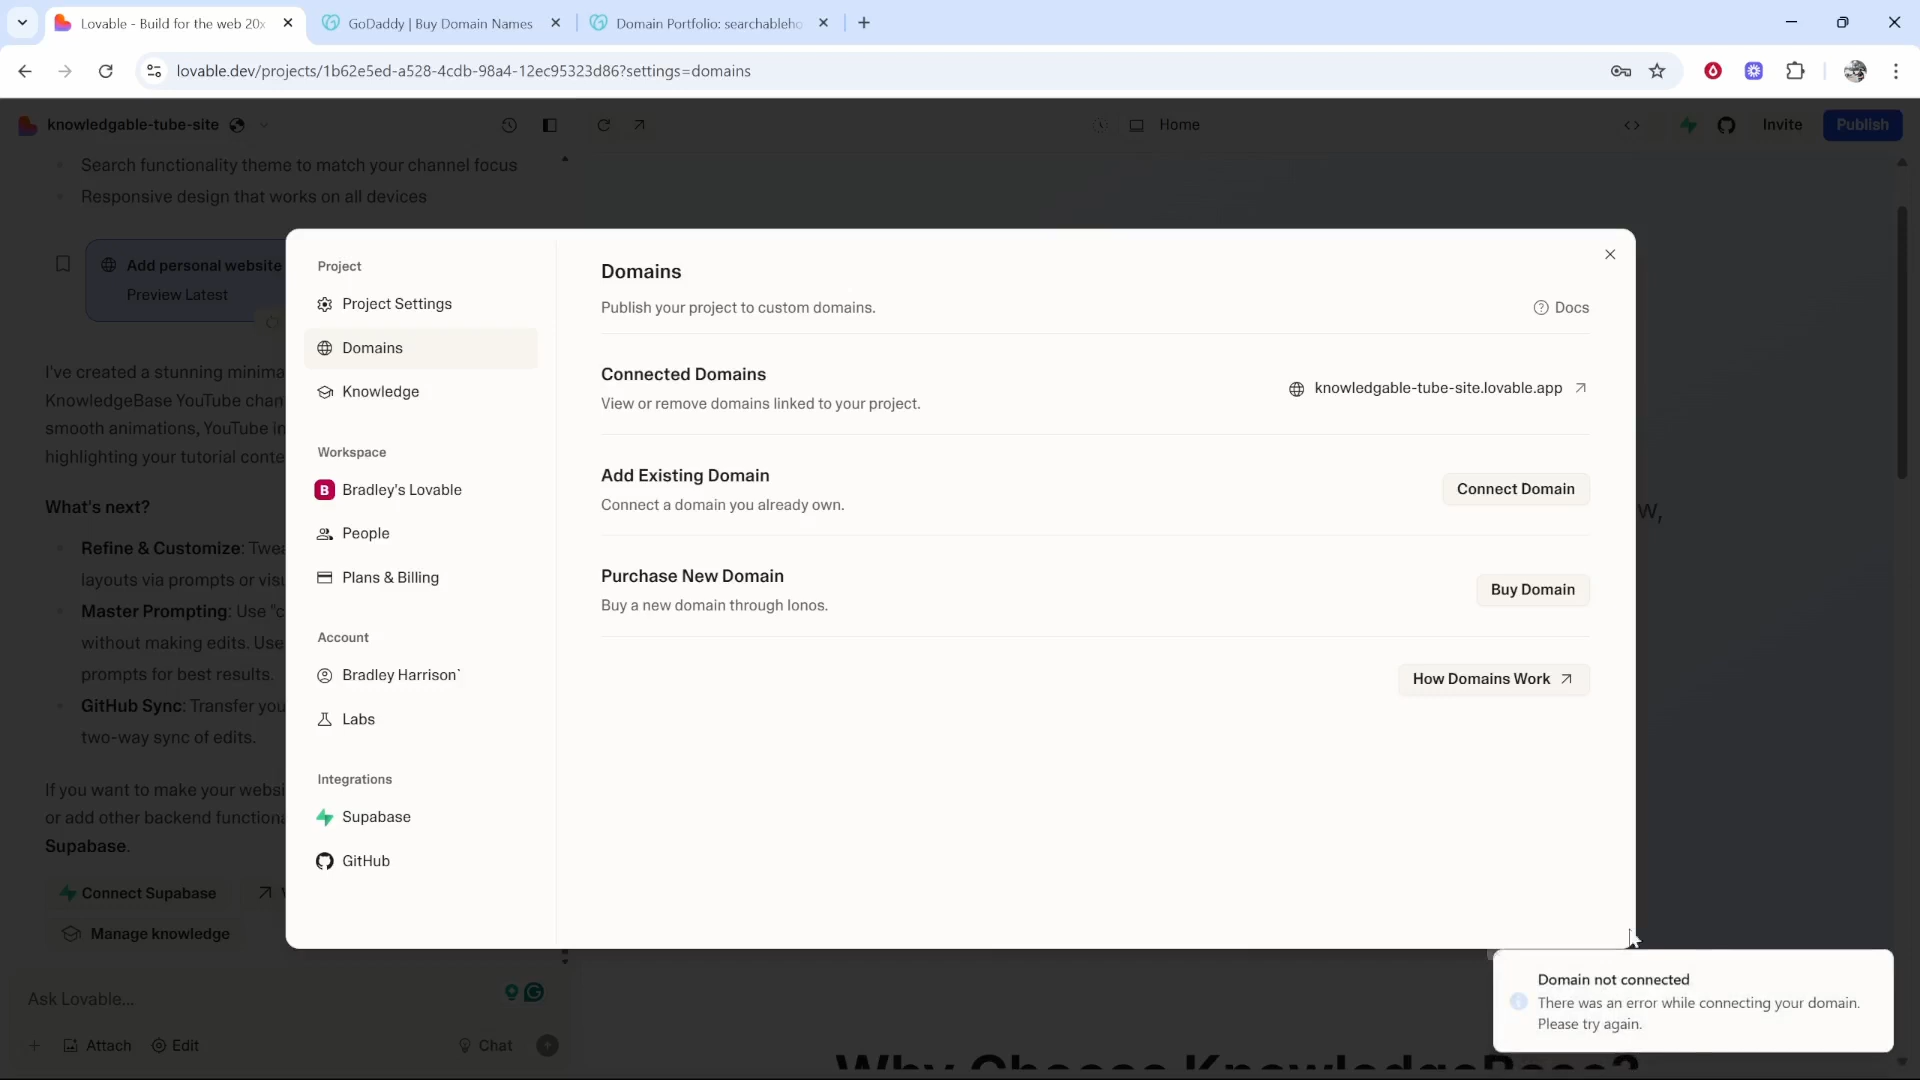 Lovable - Build for the web 20x
GoDaddy | Buy Domain Names
Domain Portfolio: searchableho
lovable.dev/projects/1b62e5ed-a528-4cdb-98a4-12ec95323d86?settings=domains
knowledgable-tube-site
Home
Invite
Publish
Search functionality theme to match your channel focus
Responsive design that works on all devices
Add personal website
Preview Latest
I've created a stunning minima
KnowledgeBase YouTube chan
smooth animations, YouTube in
highlighting your tutorial conte
What's next?
Refine & Customize: Twea
layouts via prompts or visu
Master Prompting: Use "c
without making edits. Use
prompts for best results.
GitHub Sync: Transfer you
two-way sync of edits.
If you want to make your websi
or add other backend functiona
Supabase.
Connect Supabase
Manage knowledge
Ask Lovable...
Attach
Edit
Chat
Project
Project Settings
Domains
Knowledge
Workspace
B
Bradley's Lovable
People
Plans & Billing
Account
Bradley Harrison`
Labs
Integrations
Supabase
GitHub
Domains
Publish your project to custom domains.
Docs
Connected Domains
View or remove domains linked to your project.
knowledgable-tube-site.lovable.app
Add Existing Domain
Connect a domain you already own.
Connect Domain
Purchase New Domain
Buy a new domain through Ionos.
Buy Domain
How Domains Work
w,
Why Choose KnowledgeBase?
Domain not connected
There was an error while connecting your domain.
Please try again.